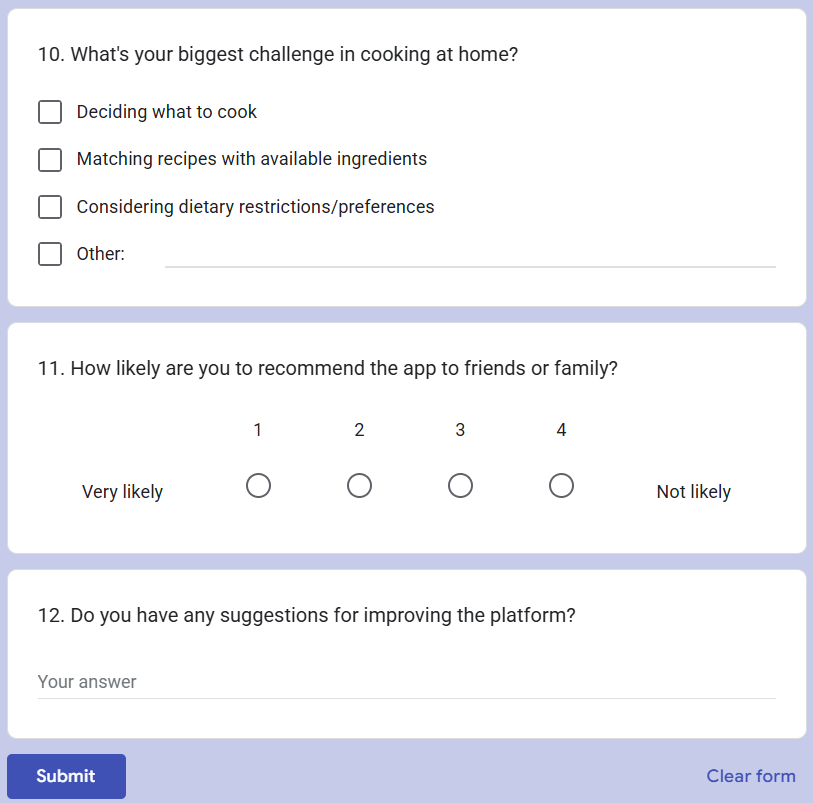 10. What's your biggest challenge in cooking at home?
Deciding what to cook
Matching recipes with available ingredients
Considering dietary restrictions/preferences
Other:
11. How likely are you to recommend the app to friends or family?
1 2 3 4
Very likely Not likely
12. Do you have any suggestions for improving the platform?
Your answer
Submit Clear form